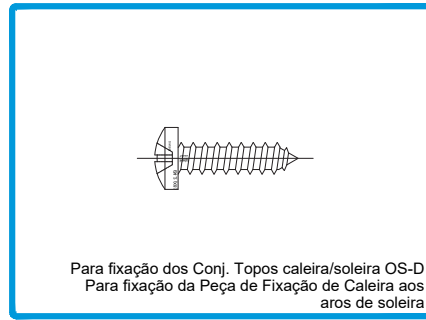 Para fixação dos Conj. Topos caleira/soleira OS-D
Para fixação da Peça de Fixação de Caleira aos
aros de soleira